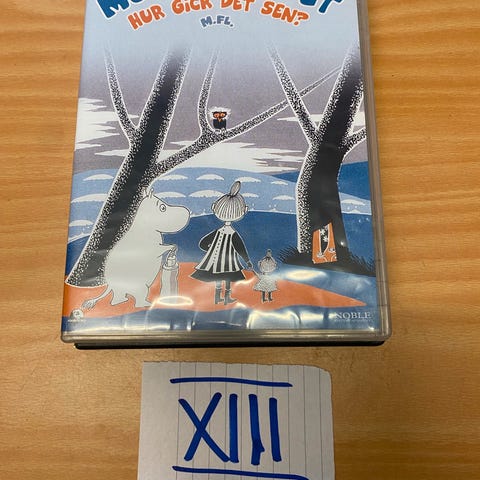 HUR GICK DET SEN?
M.FL.
NOBLE
XIII